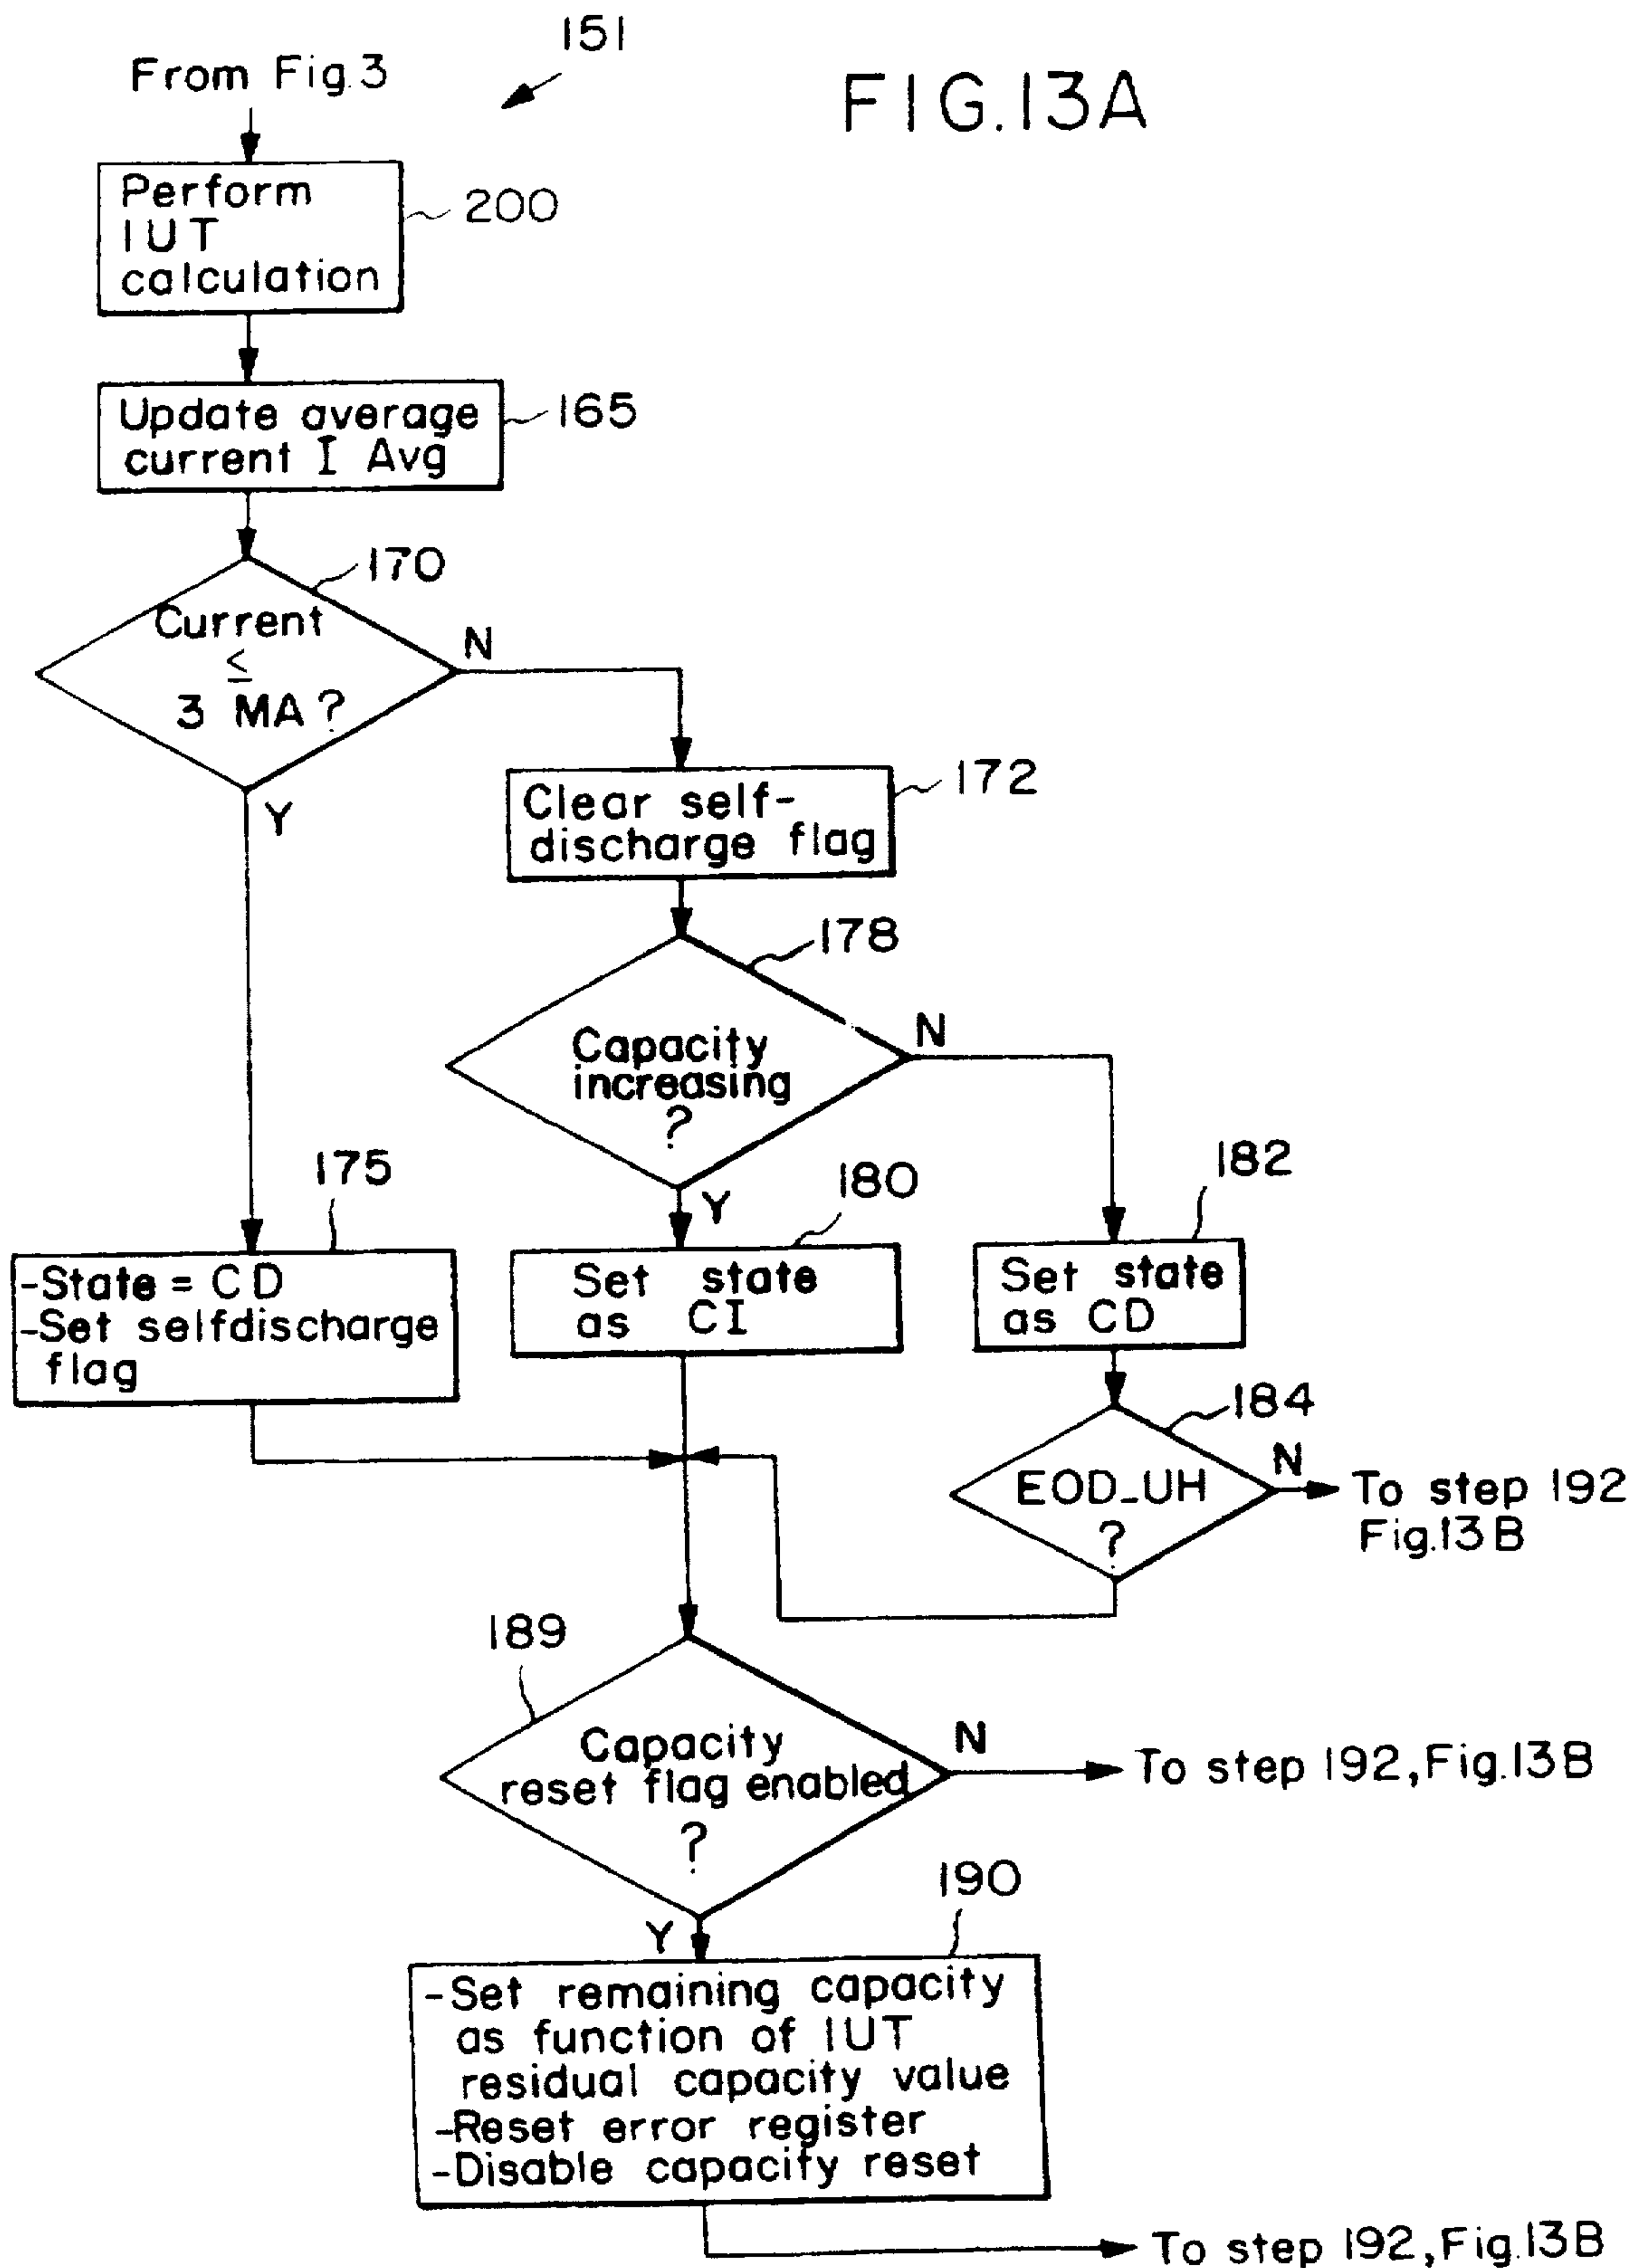 151
From Fig.3
FIG.13A
Perform
IUT
calculation
200
Update average
current I Avg
165
170
Current
≤
3 MA?
N
Y
Clear self-
discharge flag
172
178
Capacity
increasing
?
N
Y
175
-State = CD
-Set selfdischarge
flag
180
Set state
as CI
182
Set state
as CD
184
EOD_UH
?
N
To step 192
Fig.13B
189
Capacity
reset flag enabled
?
N
To step 192, Fig.13B
Y
190
-Set remaining capacity
as function of IUT
residual capacity value
-Reset error register
-Disable capacity reset
To step 192, Fig.13B